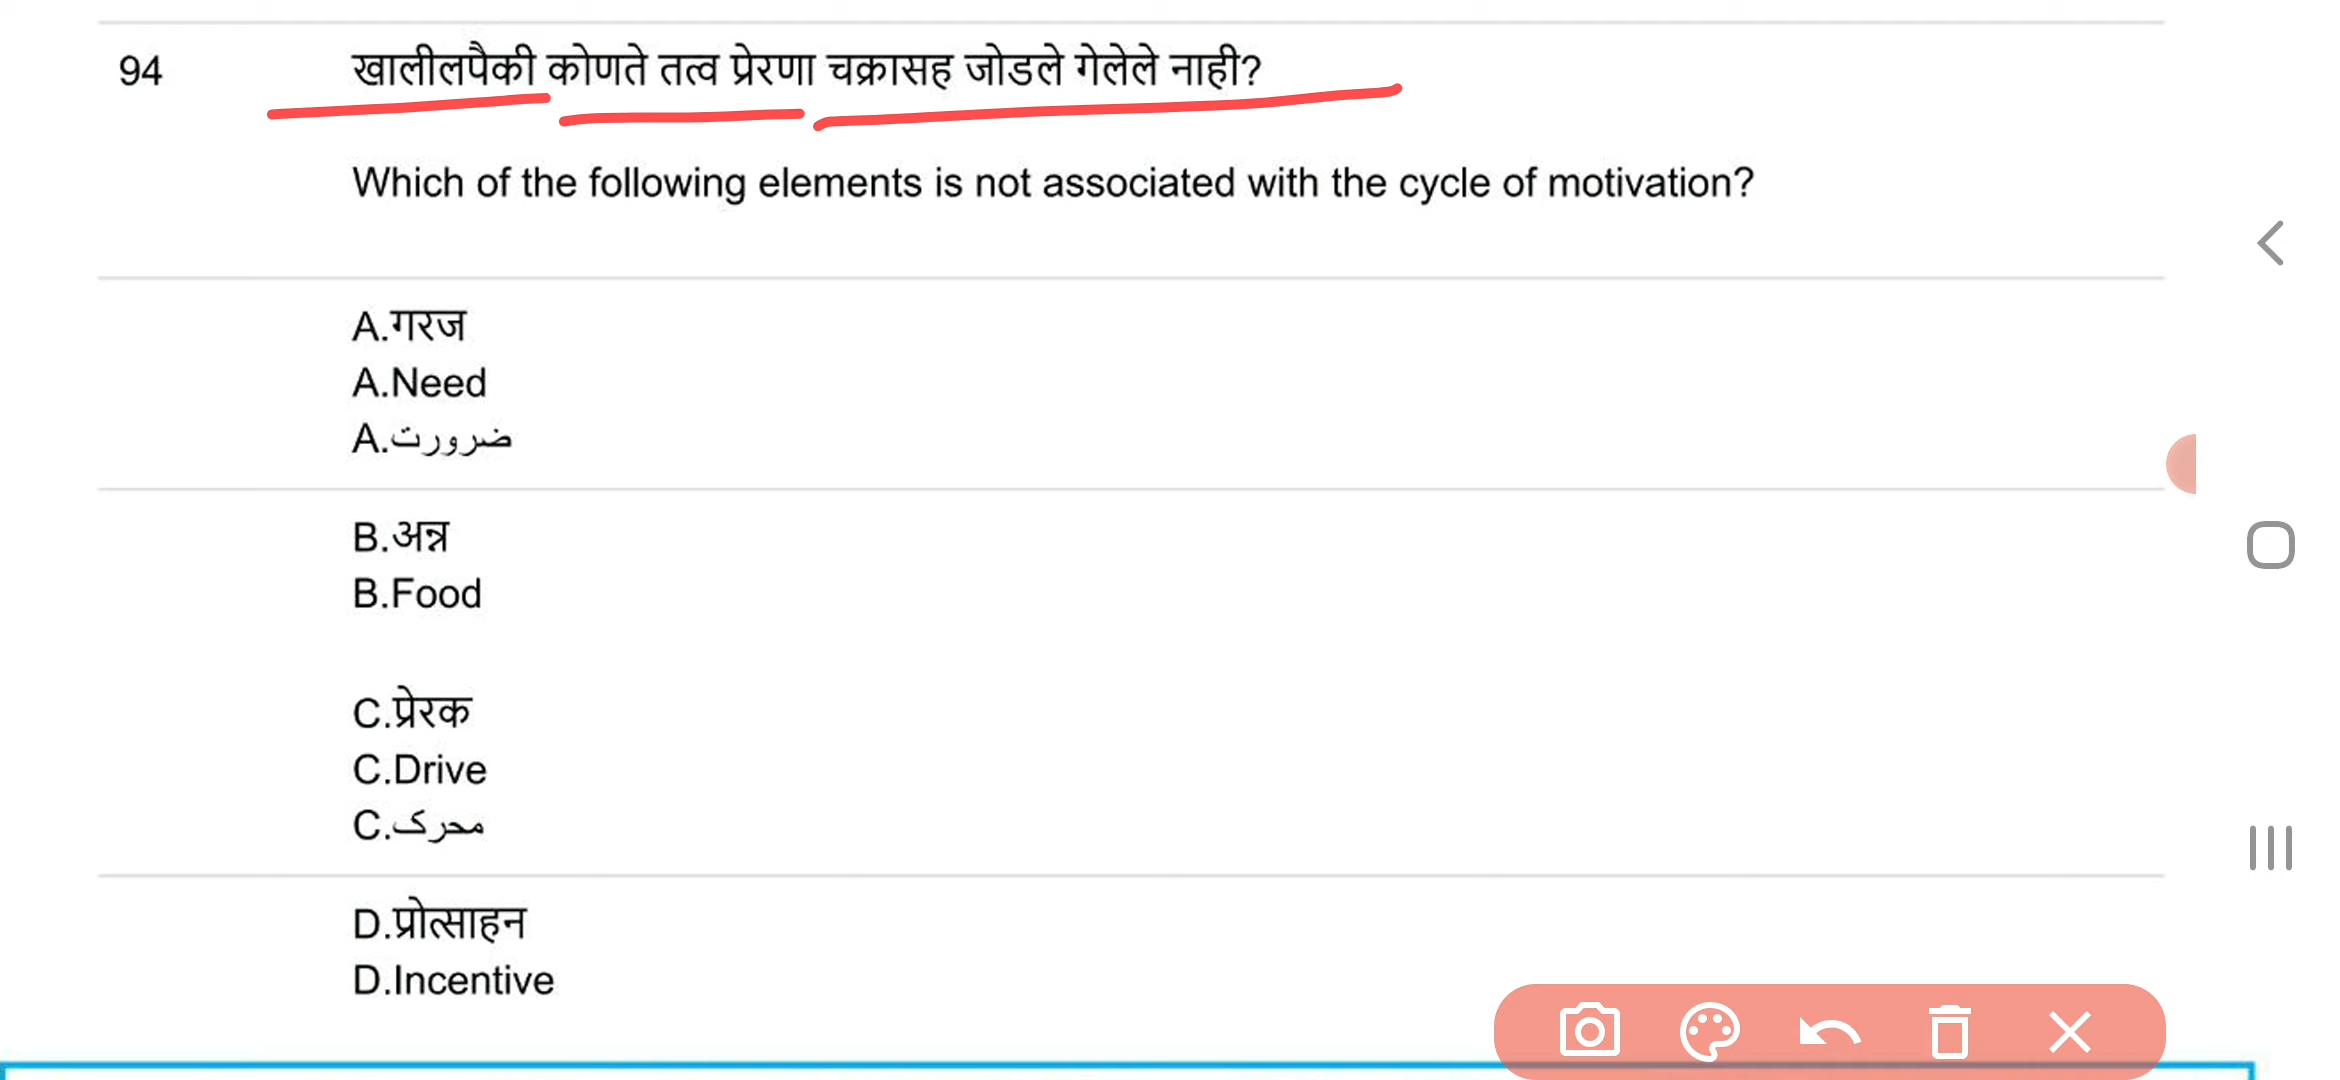 94 खालीलपैकी कोणते तत्व प्रेरणा चक्रासह जोडले गेलेले नाही?
Which of the following elements is not associated with the cycle of motivation?
A.गरज
A.Need
A.ضرورت
B.अन्न
B.Food
C.प्रेरक
C.Drive
C.محرک
D.प्रोत्साहन
D.Incentive